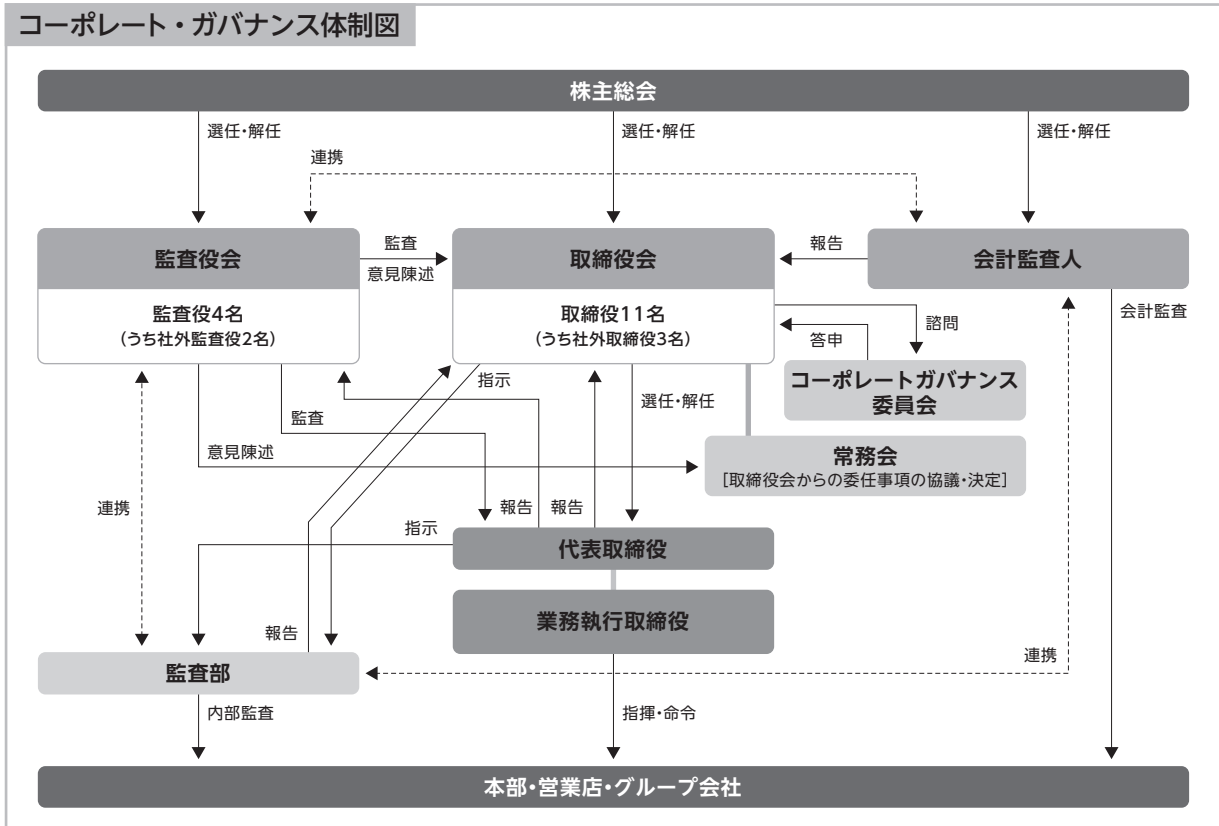 コーポレート・ガバナンス体制図
株主総会
選任・解任
選任・解任
選任・解任
連携
監査役会
監査
意見陳述
取締役会
報告
会計監査人
監査役4名
(うち社外監査役2名)
取締役11名
(うち社外取締役3名)
諮問
会計監査
答申
コーポレートガバナンス
委員会
指示
選任・解任
監査
意見陳述
常務会
[取締役会からの委任事項の協議・決定]
連携
報告
報告
指示
代表取締役
業務執行取締役
報告
連携
監査部
内部監査
指揮・命令
本部・営業店・グループ会社